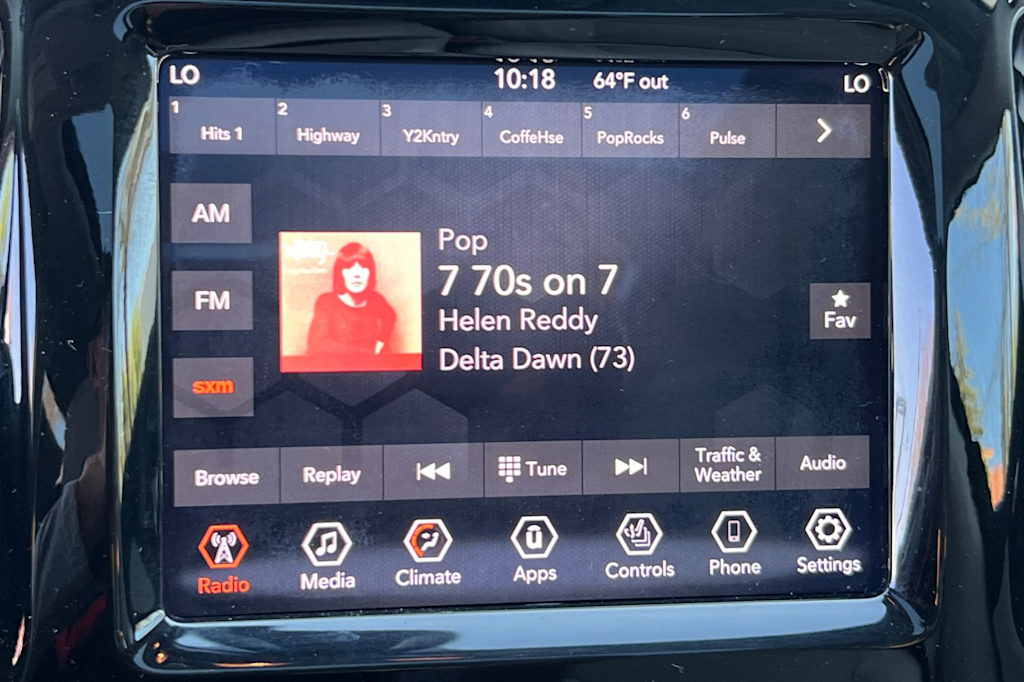 LO 10:18 64°F out LO
1 Hits 1 2 Highway 3 Y2Kntry 4 CoffeHse 5 PopRocks 6 Pulse
AM
FM
sxm
Pop
7 70s on 7
Helen Reddy
Delta Dawn (73)
Fav
Browse Replay Tune Traffic & Weather Audio
Radio Media Climate Apps Controls Phone Settings